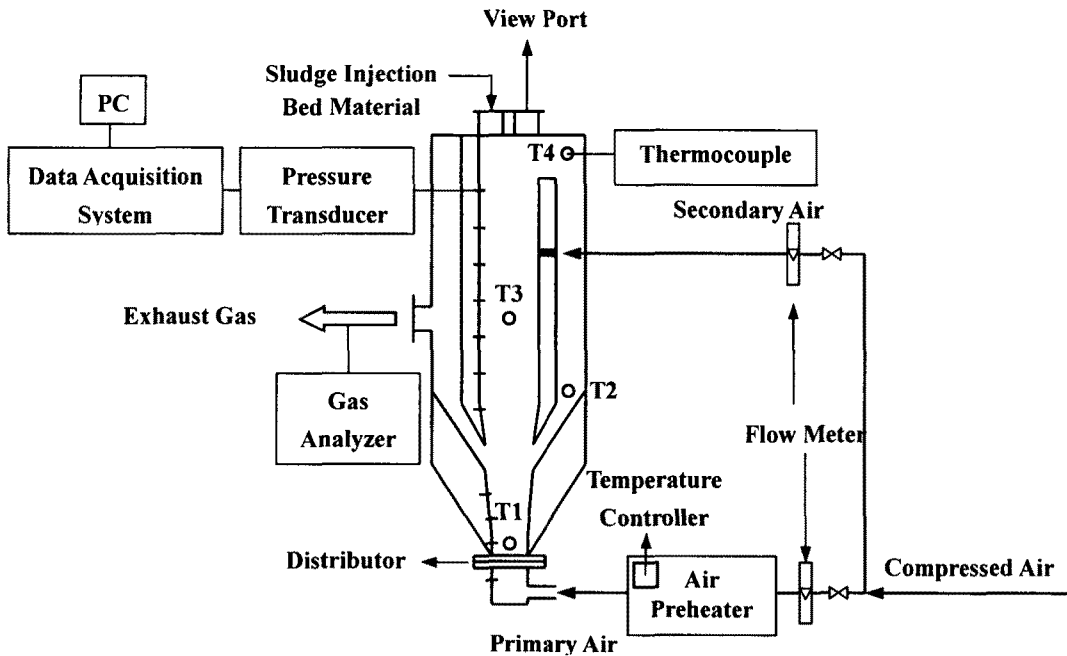 View Port
Sludge Injection
Bed Material
PC
T4
Thermocouple
Data Acquisition
System
Pressure
Transducer
Secondary Air
T3
Exhaust Gas
T2
Gas
Analyzer
Flow Meter
Temperature
Controller
T1
Distributor
Air
Preheater
Compressed Air
Primary Air